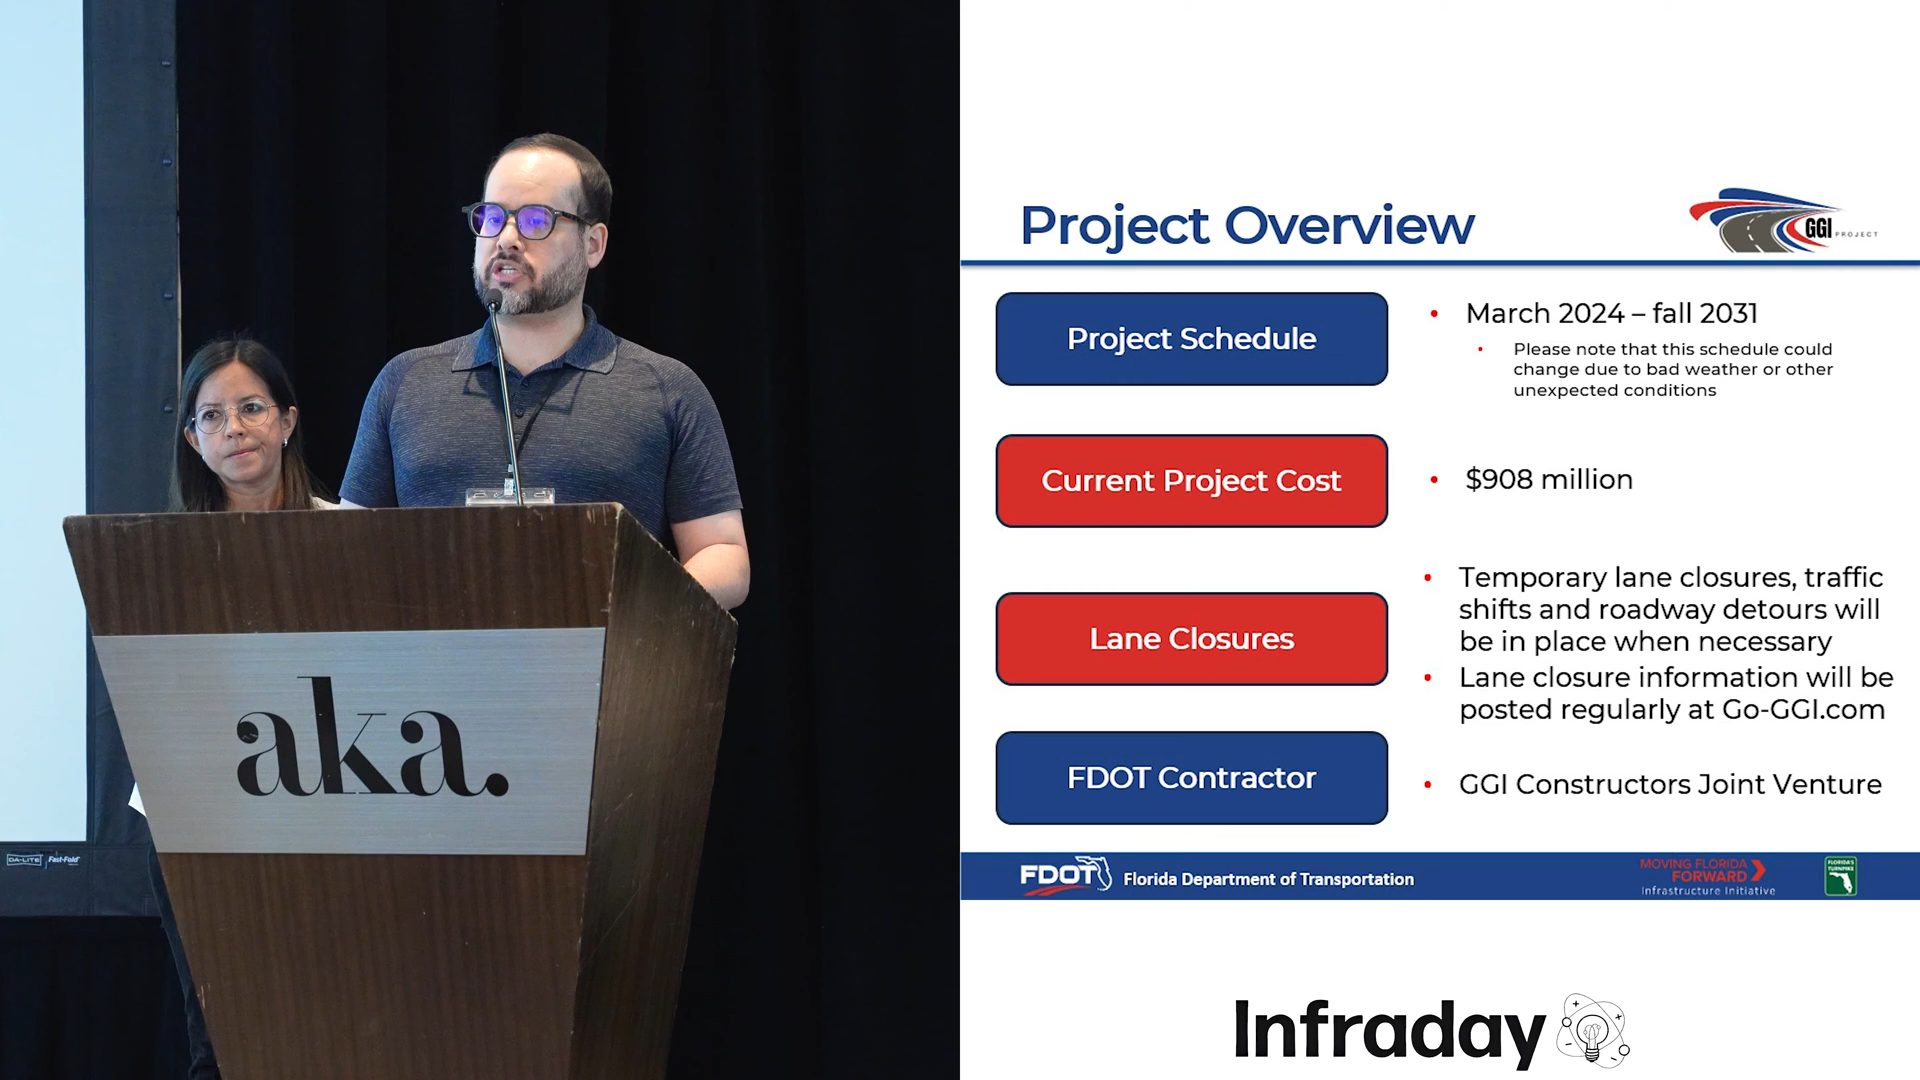 aka.
DA-LITE Fast-Fold
Project Overview
GGI PROJECT
Project Schedule
• March 2024 – fall 2031
• Please note that this schedule could
change due to bad weather or other
unexpected conditions
Current Project Cost
• $908 million
Lane Closures
• Temporary lane closures, traffic
shifts and roadway detours will
be in place when necessary
• Lane closure information will be
posted regularly at Go-GGI.com
FDOT Contractor
• GGI Constructors Joint Venture
FDOT Florida Department of Transportation
MOVING FLORIDA
FORWARD
Infrastructure Initiative
FLORIDA'S
TURNPIKE
Infraday